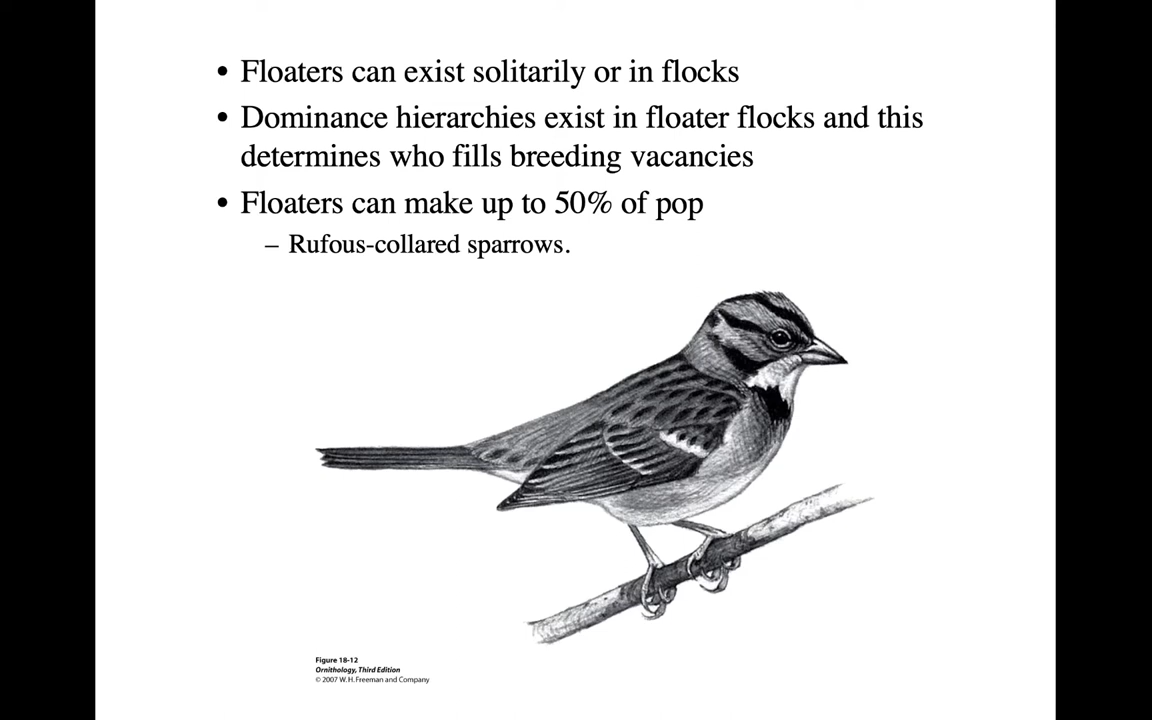 • Floaters can exist solitarily or in flocks
• Dominance hierarchies exist in floater flocks and this
determines who fills breeding vacancies
• Floaters can make up to 50% of pop
– Rufous-collared sparrows.
Figure 18-12
Ornithology, Third Edition
© 2007 W. H. Freeman and Company